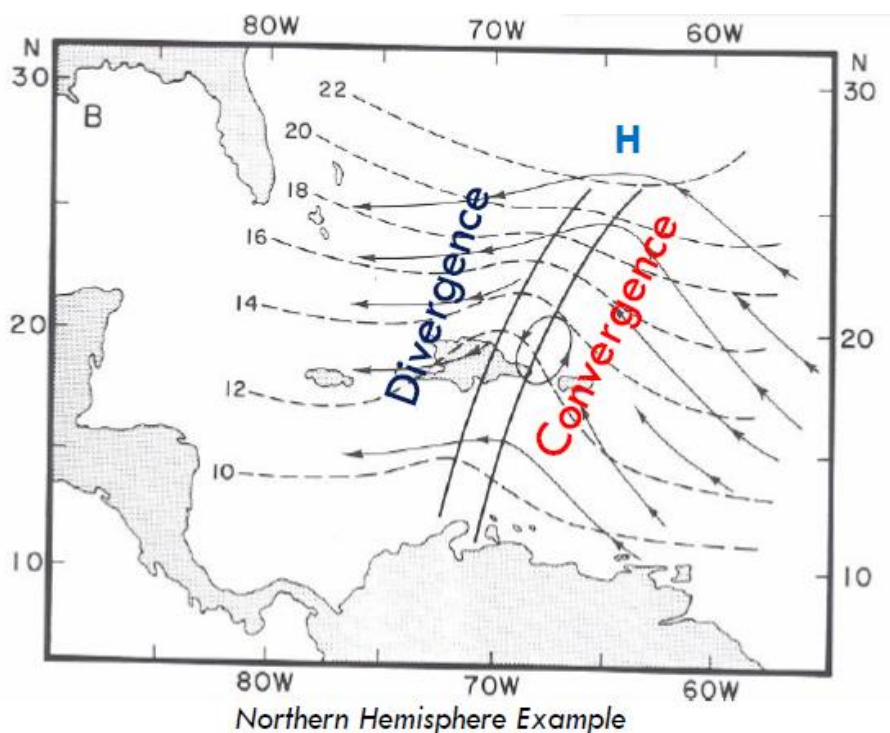 80W 70W 60W
N N
30 30
B
22
H
20
18
16
Divergence
Convergence
14
20 20
12
10
10 10
80W 70W 60W
Northern Hemisphere Example